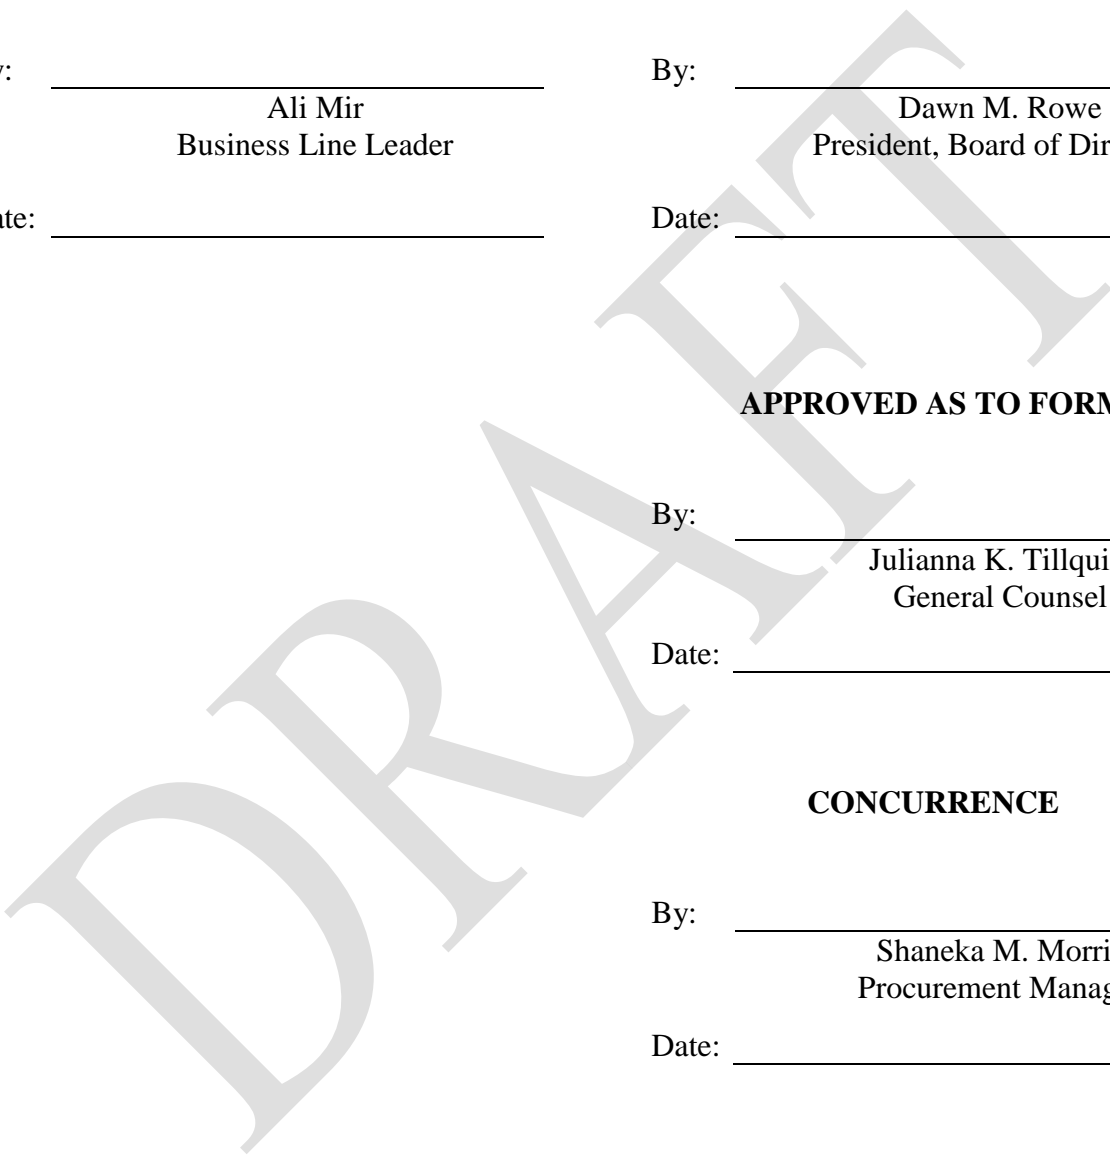 By:
Ali Mir
Business Line Leader
Date:
By:
Dawn M. Rowe
President, Board of Dir
Date:
APPROVED AS TO FORM
By:
Julianna K. Tillqui
General Counsel
Date:
CONCURRENCE
By:
Shaneka M. Morri
Procurement Manag
Date:
DRAFT